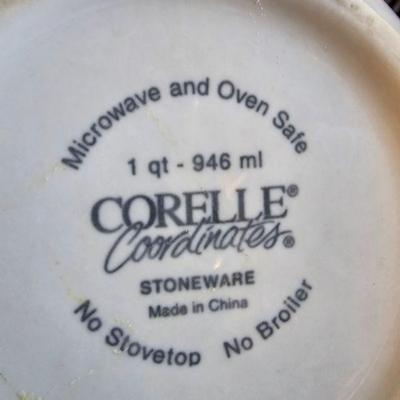 Microwave and Oven Safe
1 qt - 946 ml
CORELLE®
Coordinates®
STONEWARE
Made in China
No Stovetop No Broiler